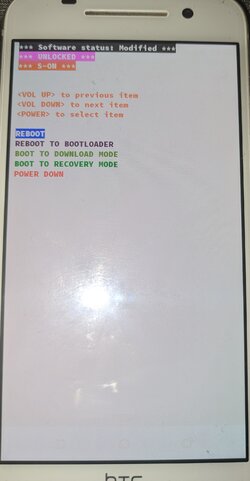 *** Software status: Modified ***
*** UNLOCKED ***
*** S-ON ***
<VOL UP> to previous item
<VOL DOWN> to next item
<POWER> to select item
REBOOT
REBOOT TO BOOTLOADER
BOOT TO DOWNLOAD MODE
BOOT TO RECOVERY MODE
POWER DOWN
hTC